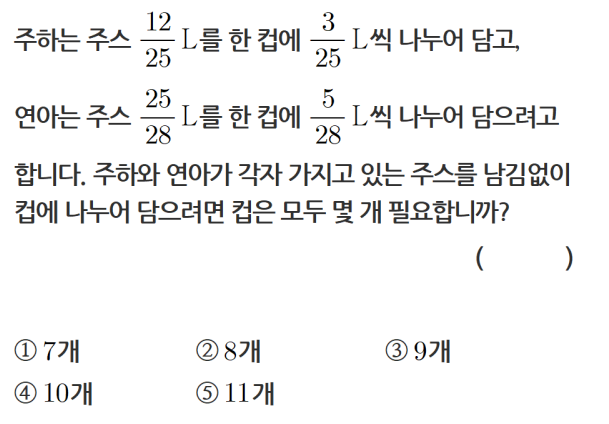 주하는 주스 12/25 L를 한 컵에 3/25 L씩 나누어 담고,
연아는 주스 25/28 L를 한 컵에 5/28 L씩 나누어 담으려고
합니다. 주하와 연아가 각자 가지고 있는 주스를 남김없이
컵에 나누어 담으려면 컵은 모두 몇 개 필요합니까?
( )
① 7개 ② 8개 ③ 9개
④ 10개 ⑤ 11개